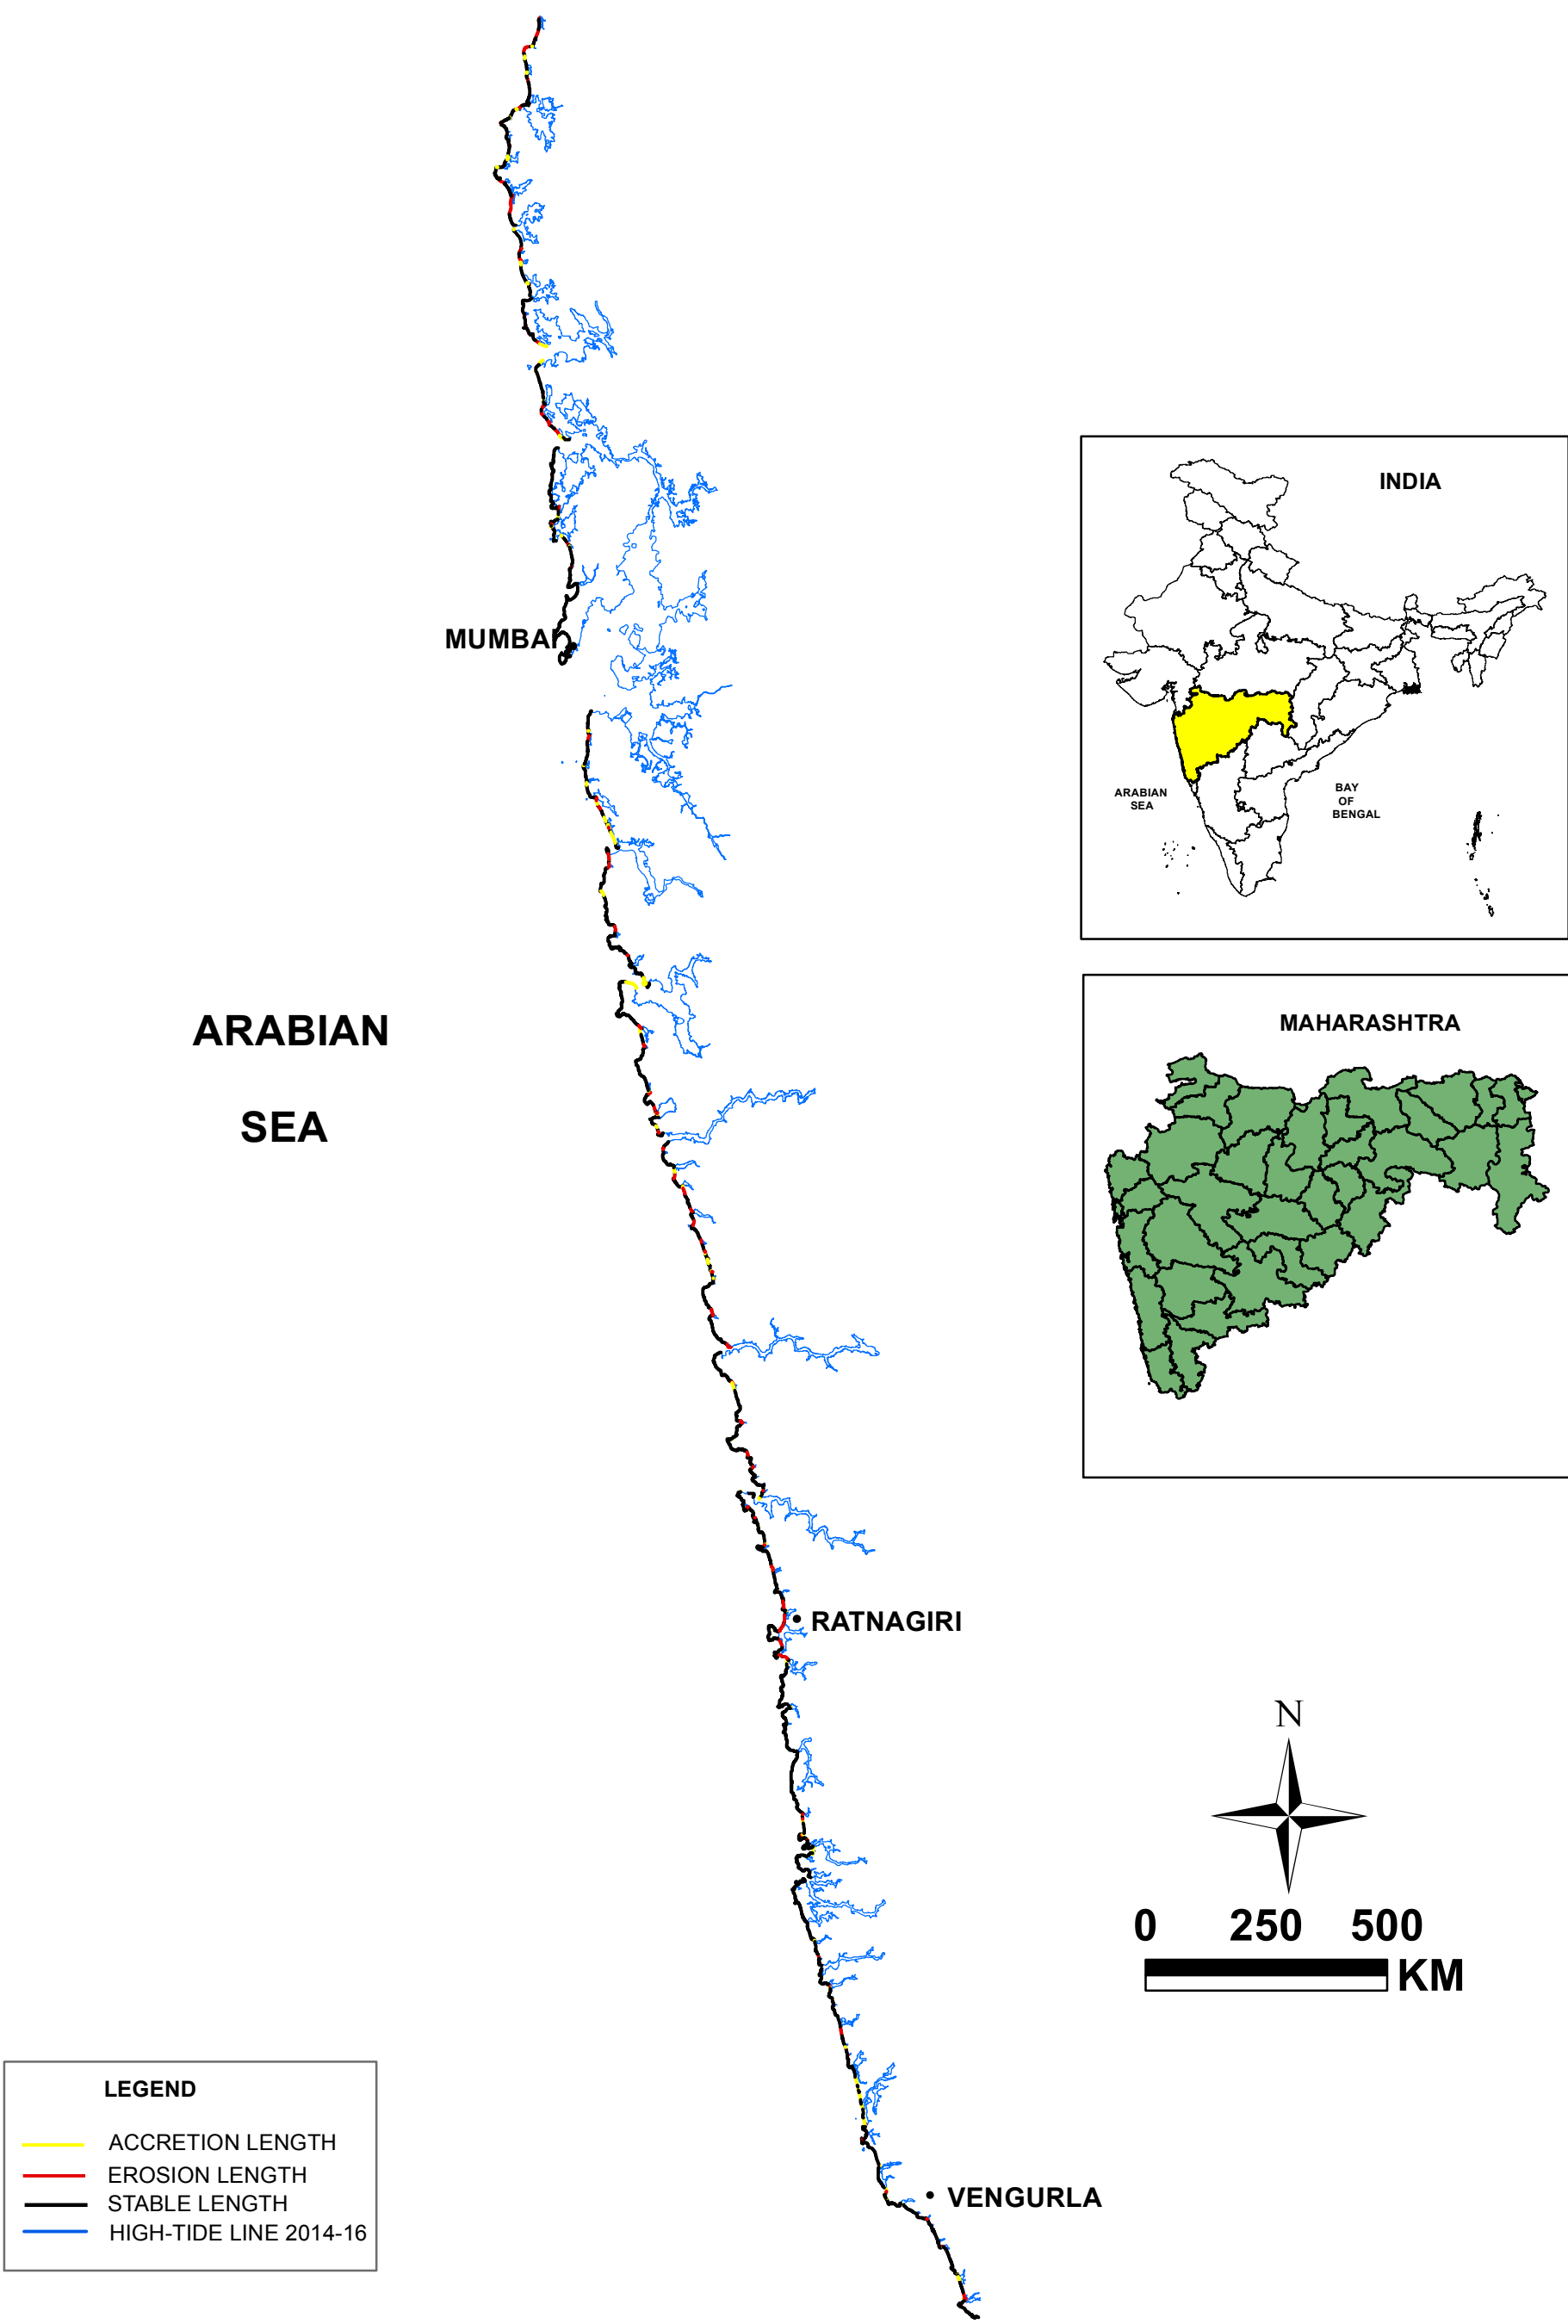 INDIA
MUMBAI
ARABIAN
SEA
BAY
OF
BENGAL
ARABIAN
SEA
MAHARASHTRA
RATNAGIRI
N
0 250 500
KM
LEGEND
ACCRETION LENGTH
EROSION LENGTH
STABLE LENGTH
HIGH-TIDE LINE 2014-16
VENGURLA